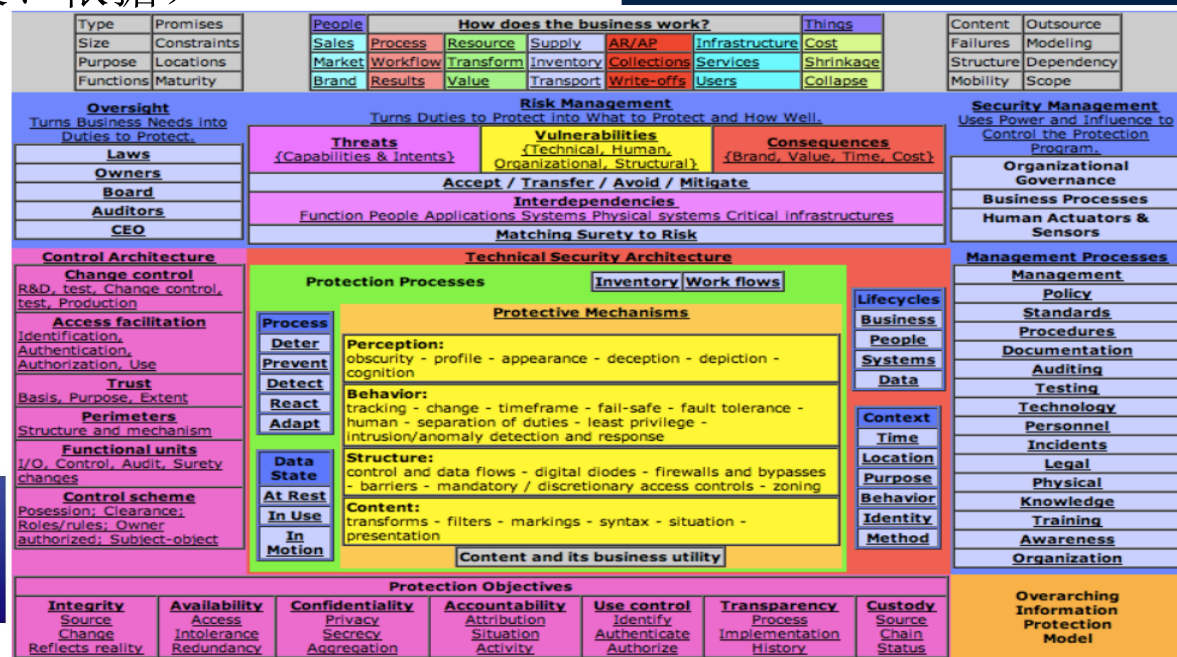 根据
Type Promises
Size Constraints
Purpose Locations
Functions Maturity
People How does the business work? Things
Sales Process Resource Supply AR/AP Infrastructure Cost
Market Workflow Transform Inventory Collections Services Shrinkage
Brand Results Value Transport Write-offs Users Collapse
Content Outsource
Failures Modeling
Structure Dependency
Mobility Scope
Oversight
Turns Business Needs into
Duties to Protect.
Laws
Owners
Board
Auditors
CEO
Risk Management
Turns Duties to Protect into What to Protect and How Well.
Threats
{Capabilities & Intents}
Vulnerabilities
{Technical, Human,
Organizational, Structural}
Consequences
{Brand, Value, Time, Cost}
Accept / Transfer / Avoid / Mitigate
Interdependencies
Function People Applications Systems Physical systems Critical infrastructures
Matching Surety to Risk
Security Management
Uses Power and Influence to
Control the Protection
Program.
Organizational
Governance
Business Processes
Human Actuators &
Sensors
Control Architecture
Change control
R&D, test, Change control,
test, Production
Access facilitation
Identification,
Authentication,
Authorization, Use
Trust
Basis, Purpose, Extent
Perimeters
Structure and mechanism
Functional
units
I/O, Control, Audit, Surety
changes
Control scheme
Posession; Clearance;
Roles/rules; Owner
authorized; Subject-object
Technical Security Architecture
Protection Processes
Inventory Work flows
Process
Deter
Prevent
Detect
React
Adapt
Data
State
At Rest
In Use
In
Motion
Protective Mechanisms
Perception:
obscurity - profile - appearance - deception - depiction -
cognition
Behavior:
tracking - change - timeframe - fail-safe - fault tolerance -
human - separation of duties - least privilege -
intrusion/anomaly detection and response
Structure:
control and data flows - digital diodes - firewalls and bypasses
- barriers - mandatory / discretionary access controls - zoning
Content:
transforms - filters - markings - syntax - situation -
presentation
Content and its business utility
Lifecycles
Business
People
Systems
Data
Context
Time
Location
Purpose
Behavior
Identity
Method
Management Processes
Management
Policy
Standards
Procedures
Documentation
Auditing
Testing
Technology
Personnel
Incidents
Legal
Physical
Knowledge
Training
Awareness
Organization
Protection Objectives
Integrity
Source
Change
Reflects reality
Availability
Access
Intolerance
Redundancy
Confidentiality
Privacy
Secrecy
Aggregation
Accountability
Attribution
Situation
Activity
Use control
Identify
Authenticate
Authorize
Transparency
Process
Implementation
History
Custody
Source
Chain
Status
Overarching
Information
Protection
Model